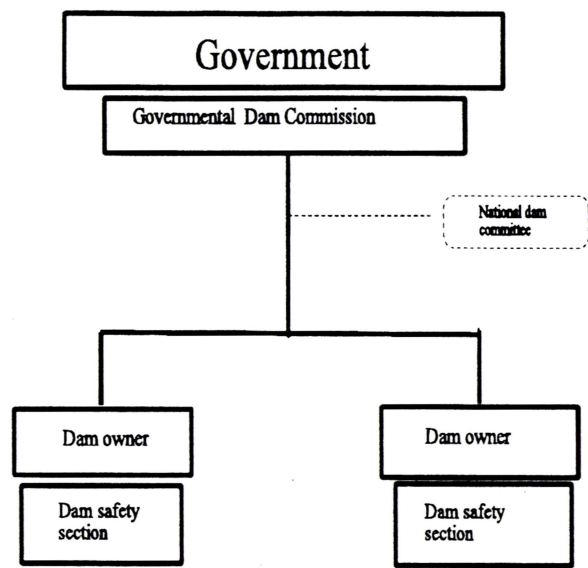 Government
Governmental Dam Commission
National dam
committee
Dam owner
Dam owner
Dam safety
section
Dam safety
section